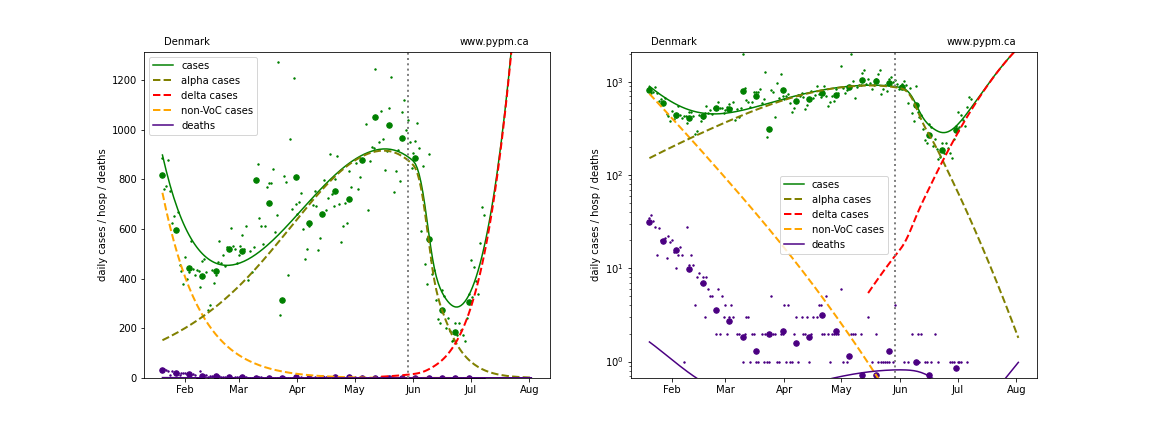 Denmark www.pypm.ca
cases
alpha cases
delta cases
non-VoC cases
deaths
daily cases / hosp / deaths
1200
1000
800
600
400
200
0
Feb Mar Apr May Jun Jul Aug
Denmark www.pypm.ca
cases
alpha cases
delta cases
non-VoC cases
deaths
daily cases / hosp / deaths
10³
10²
10¹
10⁰
Feb Mar Apr May Jun Jul Aug